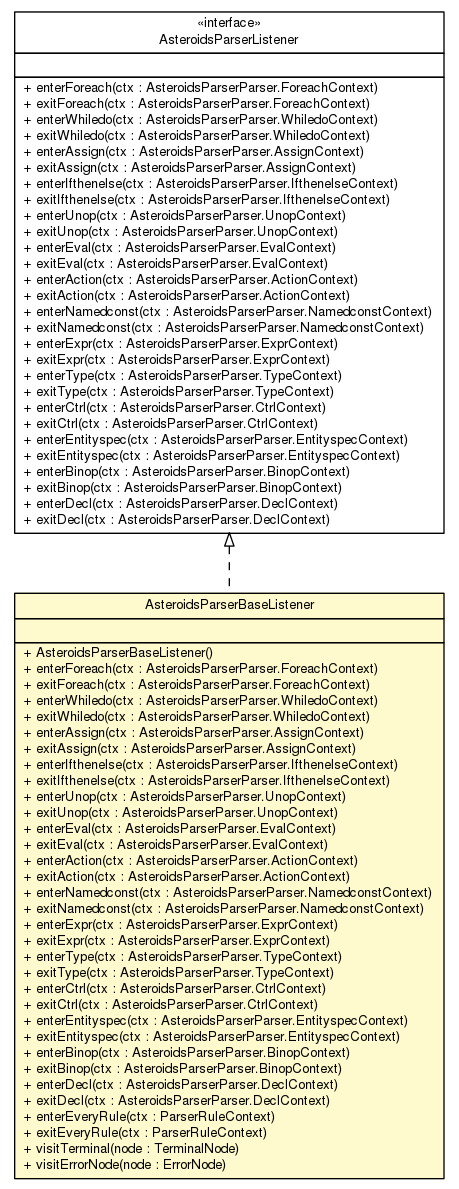 «interface»
AsteroidsParserListener
+ enterForeach(ctx : AsteroidsParserParser.ForeachContext)
+ exitForeach(ctx : AsteroidsParserParser.ForeachContext)
+ enterWhiledo(ctx : AsteroidsParserParser.WhiledoContext)
+ exitWhiledo(ctx : AsteroidsParserParser.WhiledoContext)
+ enterAssign(ctx : AsteroidsParserParser.AssignContext)
+ exitAssign(ctx : AsteroidsParserParser.AssignContext)
+ enterIfthenelse(ctx : AsteroidsParserParser.IfthenelseContext)
+ exitIfthenelse(ctx : AsteroidsParserParser.IfthenelseContext)
+ enterUnop(ctx : AsteroidsParserParser.UnopContext)
+ exitUnop(ctx : AsteroidsParserParser.UnopContext)
+ enterEval(ctx : AsteroidsParserParser.EvalContext)
+ exitEval(ctx : AsteroidsParserParser.EvalContext)
+ enterAction(ctx : AsteroidsParserParser.ActionContext)
+ exitAction(ctx : AsteroidsParserParser.ActionContext)
+ enterNamedconst(ctx : AsteroidsParserParser.NamedconstContext)
+ exitNamedconst(ctx : AsteroidsParserParser.NamedconstContext)
+ enterExpr(ctx : AsteroidsParserParser.ExprContext)
+ exitExpr(ctx : AsteroidsParserParser.ExprContext)
+ enterType(ctx : AsteroidsParserParser.TypeContext)
+ exitType(ctx : AsteroidsParserParser.TypeContext)
+ enterCtrl(ctx : AsteroidsParserParser.CtrlContext)
+ exitCtrl(ctx : AsteroidsParserParser.CtrlContext)
+ enterEntityspec(ctx : AsteroidsParserParser.EntityspecContext)
+ exitEntityspec(ctx : AsteroidsParserParser.EntityspecContext)
+ enterBinop(ctx : AsteroidsParserParser.BinopContext)
+ exitBinop(ctx : AsteroidsParserParser.BinopContext)
+ enterDecl(ctx : AsteroidsParserParser.DeclContext)
+ exitDecl(ctx : AsteroidsParserParser.DeclContext)
AsteroidsParserBaseListener
+ AsteroidsParserBaseListener()
+ enterForeach(ctx : AsteroidsParserParser.ForeachContext)
+ exitForeach(ctx : AsteroidsParserParser.ForeachContext)
+ enterWhiledo(ctx : AsteroidsParserParser.WhiledoContext)
+ exitWhiledo(ctx : AsteroidsParserParser.WhiledoContext)
+ enterAssign(ctx : AsteroidsParserParser.AssignContext)
+ exitAssign(ctx : AsteroidsParserParser.AssignContext)
+ enterIfthenelse(ctx : AsteroidsParserParser.IfthenelseContext)
+ exitIfthenelse(ctx : AsteroidsParserParser.IfthenelseContext)
+ enterUnop(ctx : AsteroidsParserParser.UnopContext)
+ exitUnop(ctx : AsteroidsParserParser.UnopContext)
+ enterEval(ctx : AsteroidsParserParser.EvalContext)
+ exitEval(ctx : AsteroidsParserParser.EvalContext)
+ enterAction(ctx : AsteroidsParserParser.ActionContext)
+ exitAction(ctx : AsteroidsParserParser.ActionContext)
+ enterNamedconst(ctx : AsteroidsParserParser.NamedconstContext)
+ exitNamedconst(ctx : AsteroidsParserParser.NamedconstContext)
+ enterExpr(ctx : AsteroidsParserParser.ExprContext)
+ exitExpr(ctx : AsteroidsParserParser.ExprContext)
+ enterType(ctx : AsteroidsParserParser.TypeContext)
+ exitType(ctx : AsteroidsParserParser.TypeContext)
+ enterCtrl(ctx : AsteroidsParserParser.CtrlContext)
+ exitCtrl(ctx : AsteroidsParserParser.CtrlContext)
+ enterEntityspec(ctx : AsteroidsParserParser.EntityspecContext)
+ exitEntityspec(ctx : AsteroidsParserParser.EntityspecContext)
+ enterBinop(ctx : AsteroidsParserParser.BinopContext)
+ exitBinop(ctx : AsteroidsParserParser.BinopContext)
+ enterDecl(ctx : AsteroidsParserParser.DeclContext)
+ exitDecl(ctx : AsteroidsParserParser.DeclContext)
+ enterEveryRule(ctx : ParserRuleContext)
+ exitEveryRule(ctx : ParserRuleContext)
+ visitTerminal(node : TerminalNode)
+ visitErrorNode(node : ErrorNode)